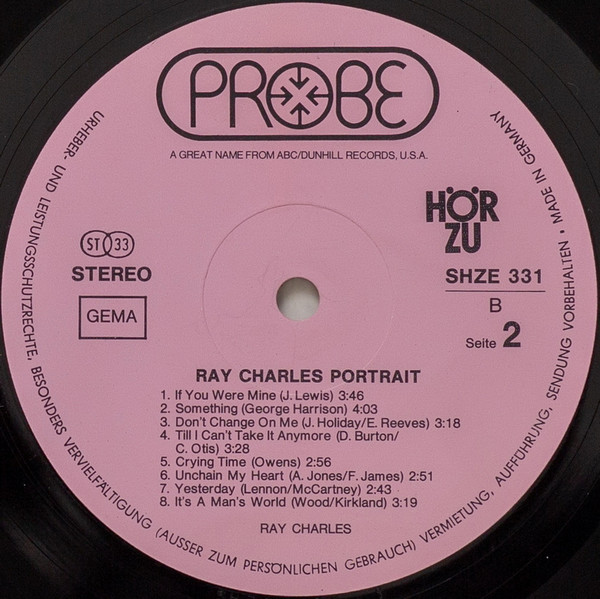 PROBE
A GREAT NAME FROM ABC/DUNHILL RECORDS, U.S.A.
HÖR
ZU
ST 33
STEREO
GEMA
SHZE 331
B
Seite 2
RAY CHARLES PORTRAIT
1. If You Were Mine (J. Lewis) 3:46
2. Something (George Harrison) 4:03
3. Don't Change On Me (J. Holiday/E. Reeves) 3:18
4. Till I Can't Take It Anymore (D. Burton/
C. Otis) 3:28
5. Crying Time (Owens) 2:56
6. Unchain My Heart (A. Jones/F. James) 2:51
7. Yesterday (Lennon/McCartney) 2:43
8. It's A Man's World (Wood/Kirkland) 3:19
RAY CHARLES
URHEBER- UND LEISTUNGSSCHUTZRECHTE, BESONDERS VERVIELFÄLTIGUNG (AUSSER ZUM PERSÖNLICHEN GEBRAUCH) VERMIETUNG, AUFFÜHRUNG, SENDUNG VORBEHALTEN • MADE IN GERMANY